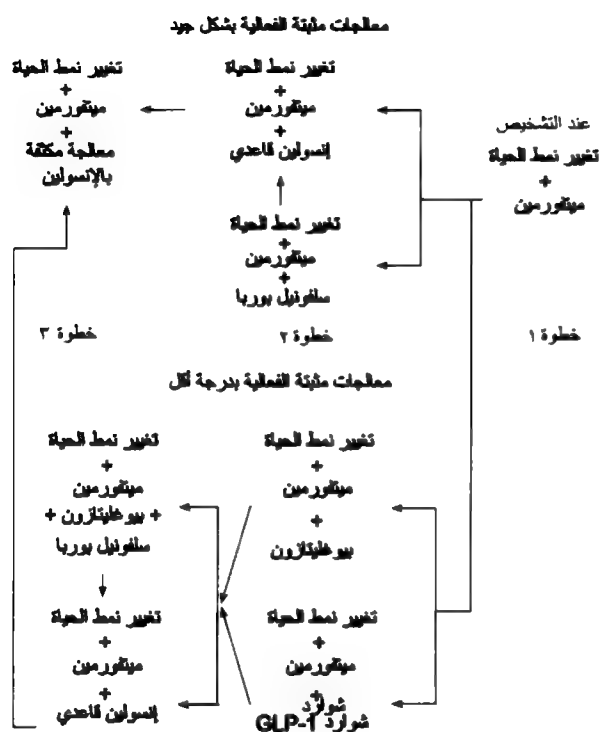 معالجات مثبتة الفعالية بشكل جيد
عند التشخيص
تغيير نمط الحياة
+
ميتفورمين
تغيير نمط الحياة
+
ميتفورمين
+
إنسولين قاعدي
تغيير نمط الحياة
+
ميتفورمين
+
سلفونيل بوريا
تغيير نمط الحياة
+
ميتفورمين
+
معالجة مكثفة
بالإنسولين
خطوة ١
خطوة ٢
خطوة ٣
معالجات مثبتة الفعالية بدرجة أقل
تغيير نمط الحياة
+
ميتفورمين
+
بيوغليتازون
تغيير نمط الحياة
+
ميتفورمين
+
شوارد
شوارد GLP-1
تغيير نمط الحياة
+
ميتفورمين
+ بيوغليتازون +
سلفونيل بوريا
تغيير نمط الحياة
+
ميتفورمين
+
إنسولين قاعدي